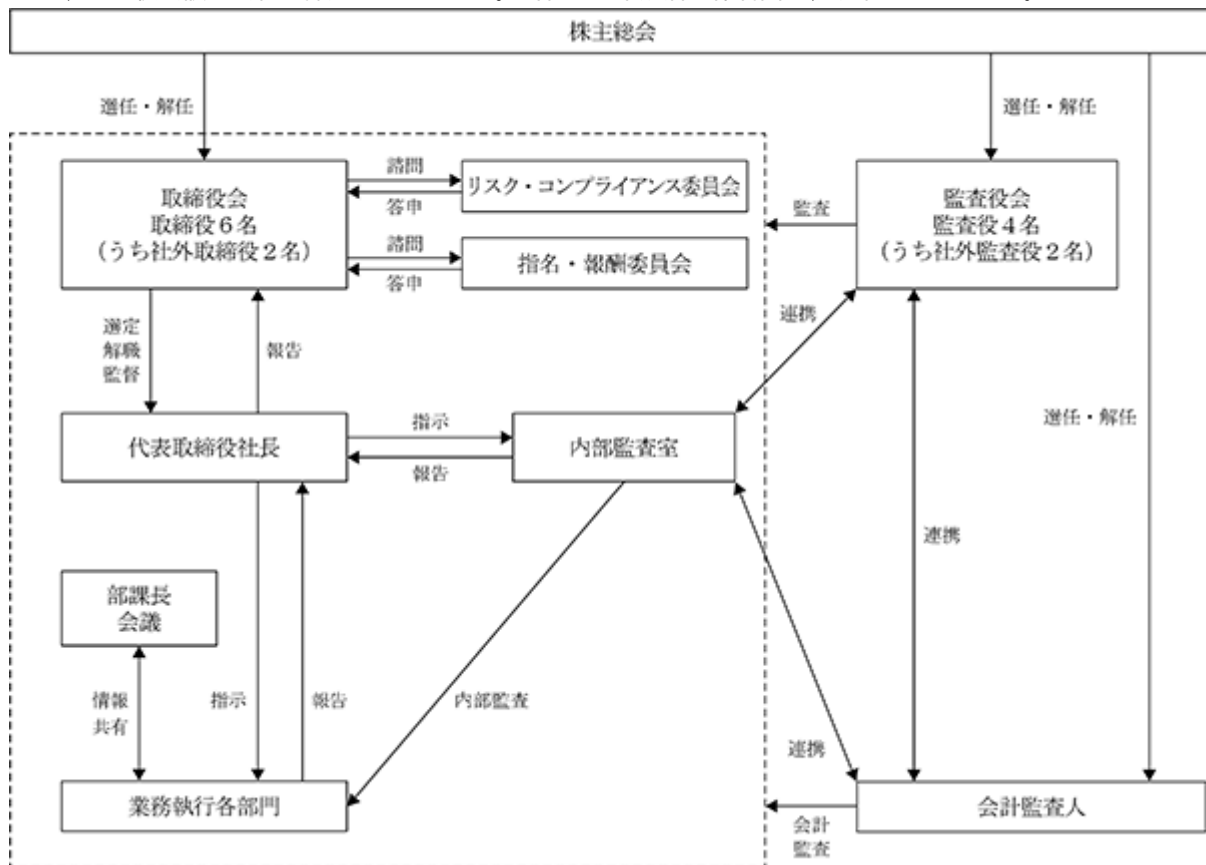 株主総会
選任・解任
選任・解任
取締役会
取締役６名
（うち社外取締役２名）
諮問
答申
リスク・コンプライアンス委員会
諮問
答申
指名・報酬委員会
監査
監査役会
監査役４名
（うち社外監査役２名）
選定
解職
監督
報告
連携
代表取締役社長
指示
報告
内部監査室
選任・解任
連携
部課長
会議
情報
共有
指示
報告
内部監査
連携
業務執行各部門
会計
監査
会計監査人